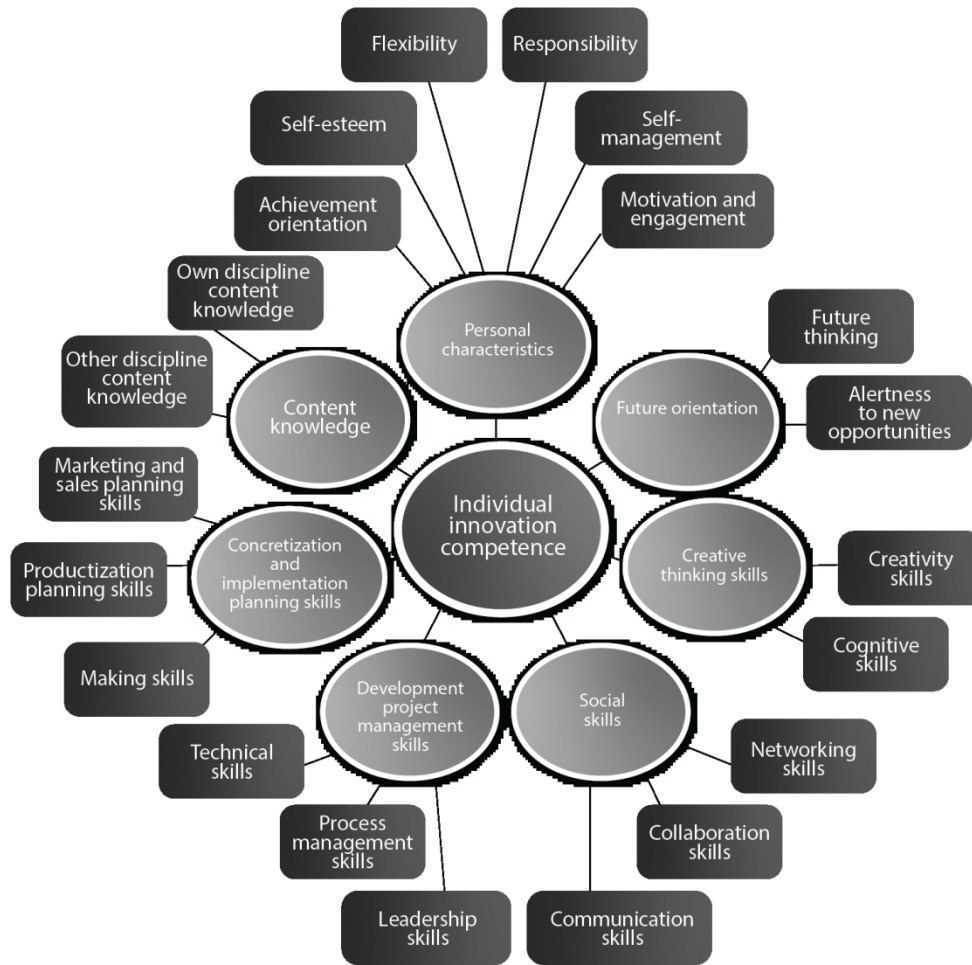 Flexibility
Responsibility
Self-esteem
Self-
management
Achievement
orientation
Motivation and
engagement
Own discipline
content
knowledge
Other discipline
content
knowledge
Personal
characteristics
Future
thinking
Content
knowledge
Future orientation
Alertness
to new
opportunities
Marketing and
sales planning
skills
Individual
innovation
competence
Productization
planning skills
Concretization
and
implementation
planning skills
Creative
thinking skills
Creativity
skills
Making skills
Cognitive
skills
Development
project
management
skills
Social
skills
Technical
skills
Networking
skills
Process
management
skills
Collaboration
skills
Leadership
skills
Communication
skills